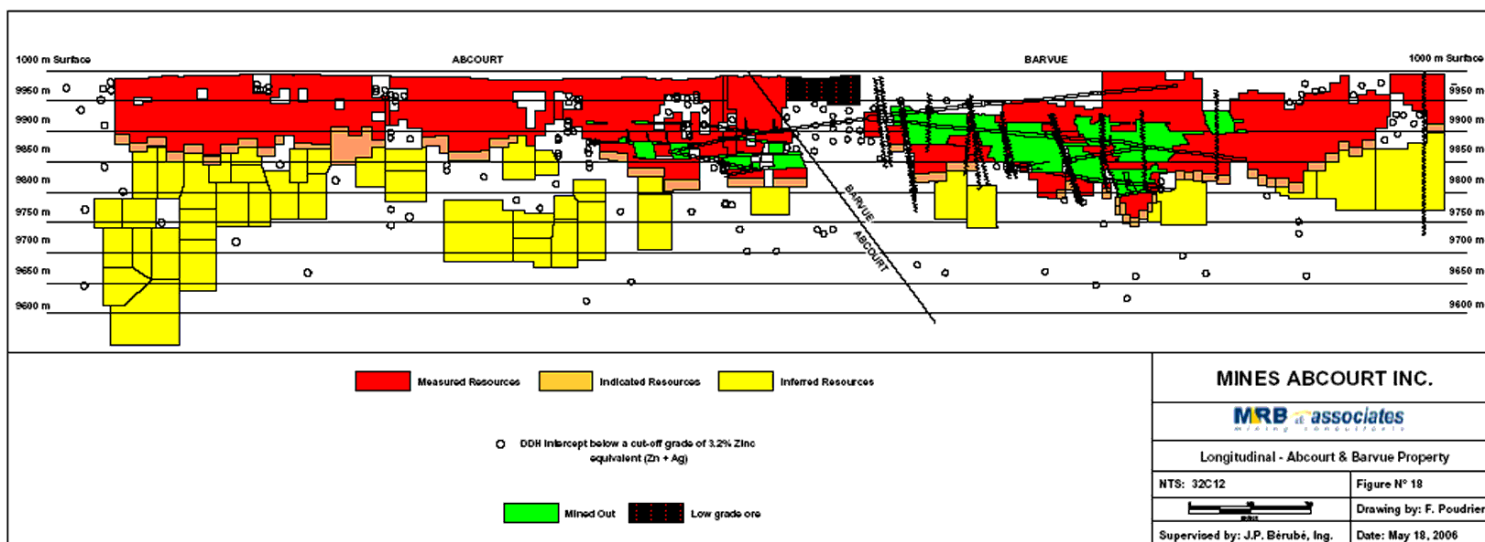 ABCOURT
BARVUE
1000 m Surface
1000 m Surface
9950 m
9950 m
9900 m
9900 m
9850 m
9850 m
9800 m
9800 m
9750 m
9750 m
9700 m
9700 m
9650 m
9650 m
9600 m
9600 m
BARVUE
ABCOURT
Measured Resources
Indicated Resources
Inferred Resources
DDH Intercept below a cut-off grade of 3.2% Zinc
equivalent (Zn + Ag)
Mined Out
Low grade ore
MINES ABCOURT INC.
MRB & associates
mining consultants
Longitudinal - Abcourt & Barvue Property
NTS: 32C12
Figure N° 18
Drawing by: F. Poudrier
Supervised by: J.P. Bérubé, Ing.
Date: May 18, 2006